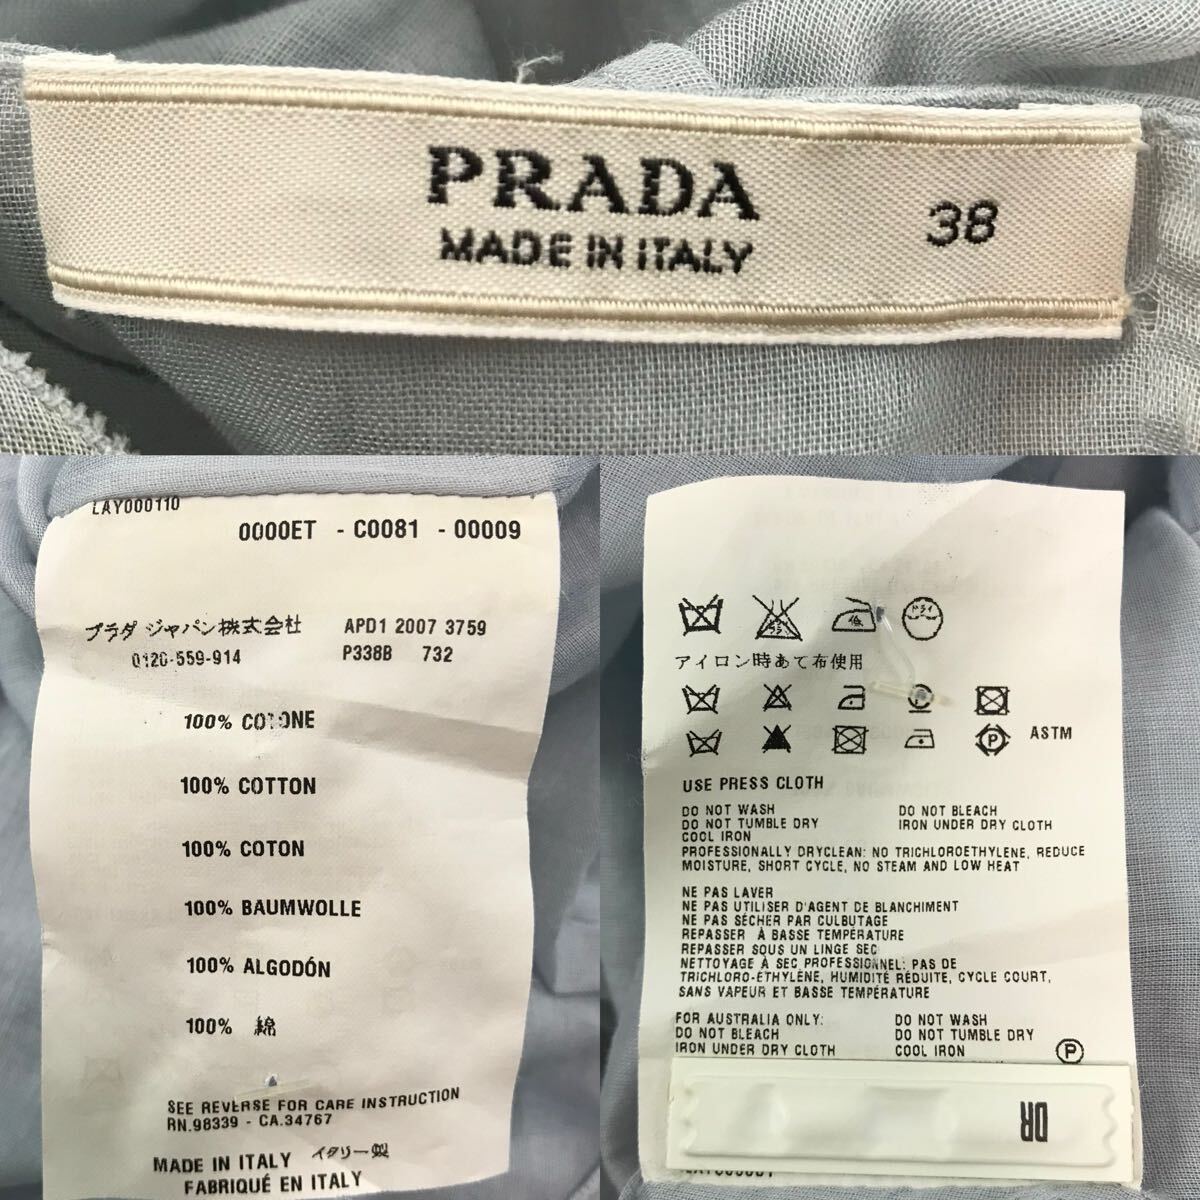 PRADA
MADE IN ITALY
38
LAY000110
0000ET - C0081 - 00009
プラダ ジャパン株式会社 APD1 2007 3759
0120-559-914 P338B 732
100% COTONE
100% COTTON
100% COTON
100% BAUMWOLLE
100% ALGODÓN
100% 綿
SEE REVERSE FOR CARE INSTRUCTION
RN.98339 - CA.34767
MADE IN ITALY イタリー製
FABRIQUÉ EN ITALY
低 ドライ
アイロン時あて布使用
P ASTM
USE PRESS CLOTH
DO NOT WASH DO NOT BLEACH
DO NOT TUMBLE DRY IRON UNDER DRY CLOTH
COOL IRON
PROFESSIONALLY DRYCLEAN: NO TRICHLOROETHYLENE, REDUCE
MOISTURE, SHORT CYCLE, NO STEAM AND LOW HEAT
NE PAS LAVER
NE PAS UTILISER D'AGENT DE BLANCHIMENT
NE PAS SÉCHER PAR CULBUTAGE
REPASSER À BASSE TEMPÉRATURE
REPASSER SOUS UN LINGE SEC
NETTOYAGE À SEC PROFESSIONNEL: PAS DE
TRICHLORO-ÉTHYLÈNE, HUMIDITÉ RÉDUITE, CYCLE COURT,
SANS VAPEUR ET BASSE TEMPÉRATURE
FOR AUSTRALIA ONLY: DO NOT WASH
DO NOT BLEACH DO NOT TUMBLE DRY
IRON UNDER DRY CLOTH COOL IRON P
DR